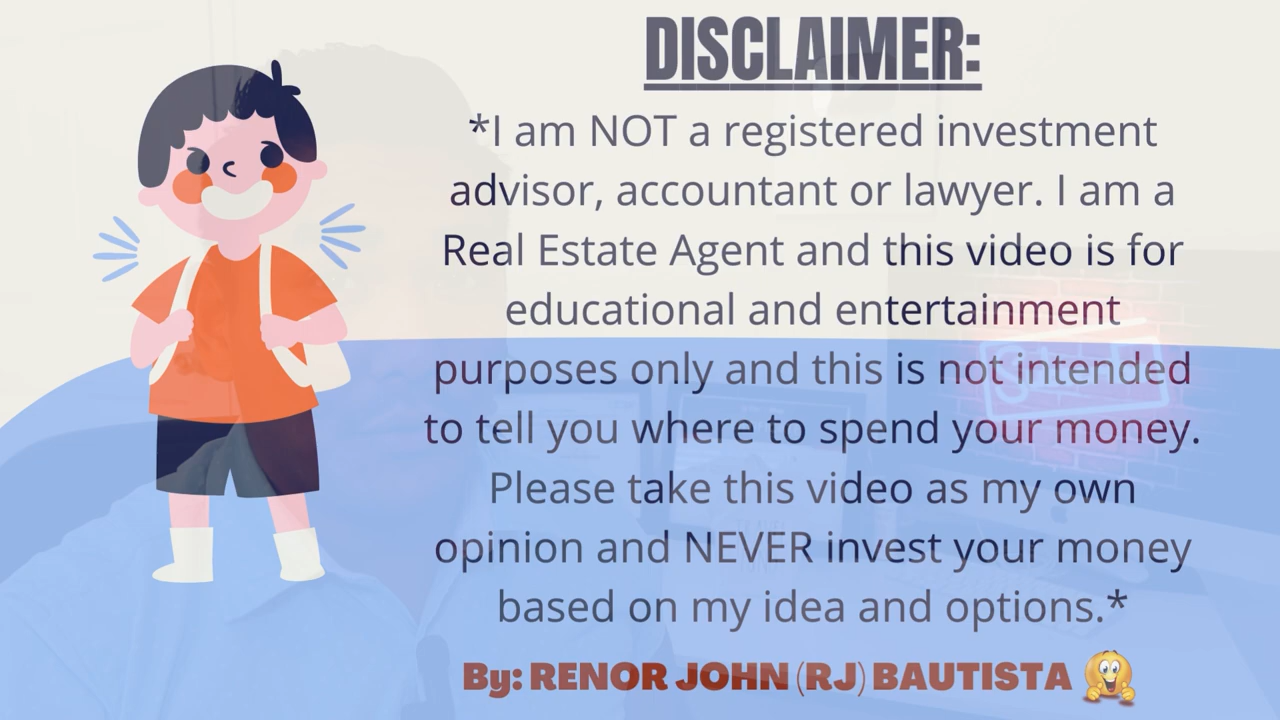 DISCLAIMER:
*I am NOT a registered investment
advisor, accountant or lawyer. I am a
Real Estate Agent and this video is for
educational and entertainment
purposes only and this is not intended
to tell you where to spend your money.
Please take this video as my own
opinion and NEVER invest your money
based on my idea and options.*
By: RENOR JOHN (RJ) BAUTISTA